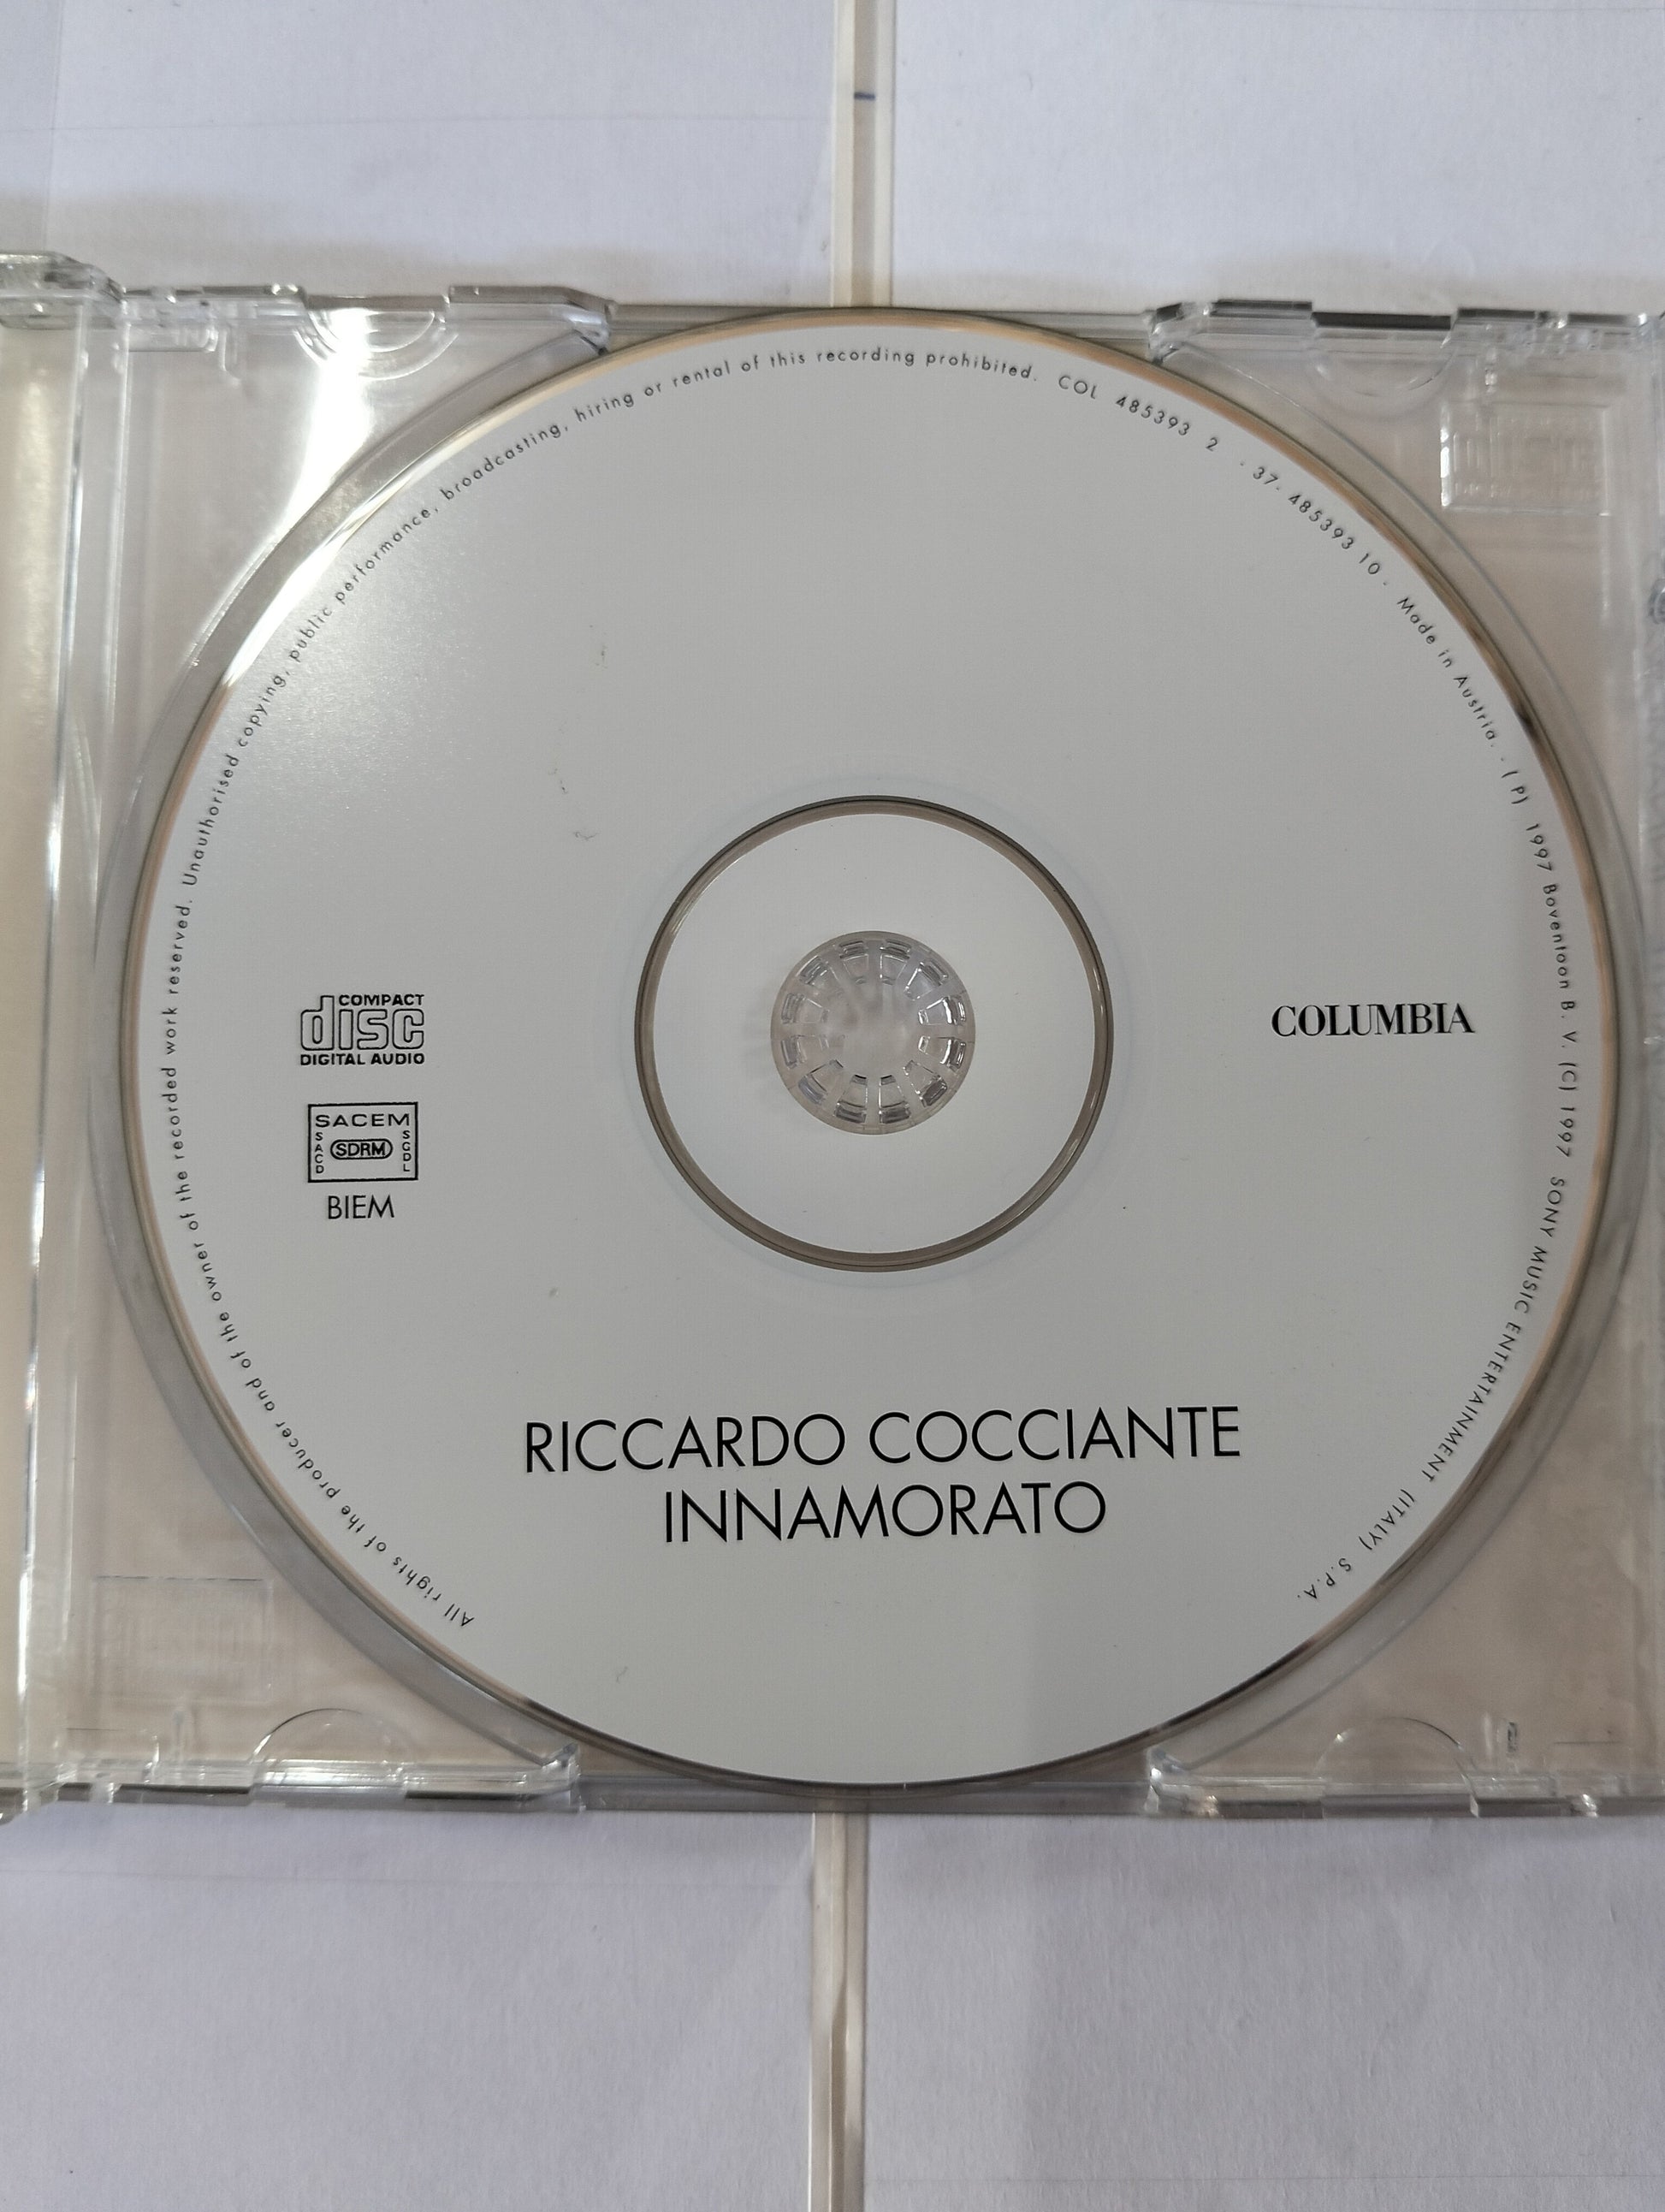 All rights of the producer and of the owner of the recorded work reserved. Unauthorised copying, public performance, broadcasting, hiring or rental of this recording prohibited. COL 485393 2 · 37- 485393 10 - Made in Austria. - (P) 1997 Boventoon B. V. (C) 1997 SONY MUSIC ENTERTAINMENT (ITALY) S.P.A.
COMPACT
disc
DIGITAL AUDIO
SACEM
SACD
SDRM
SGDL
BIEM
COLUMBIA
RICCARDO COCCIANTE
INNAMORATO